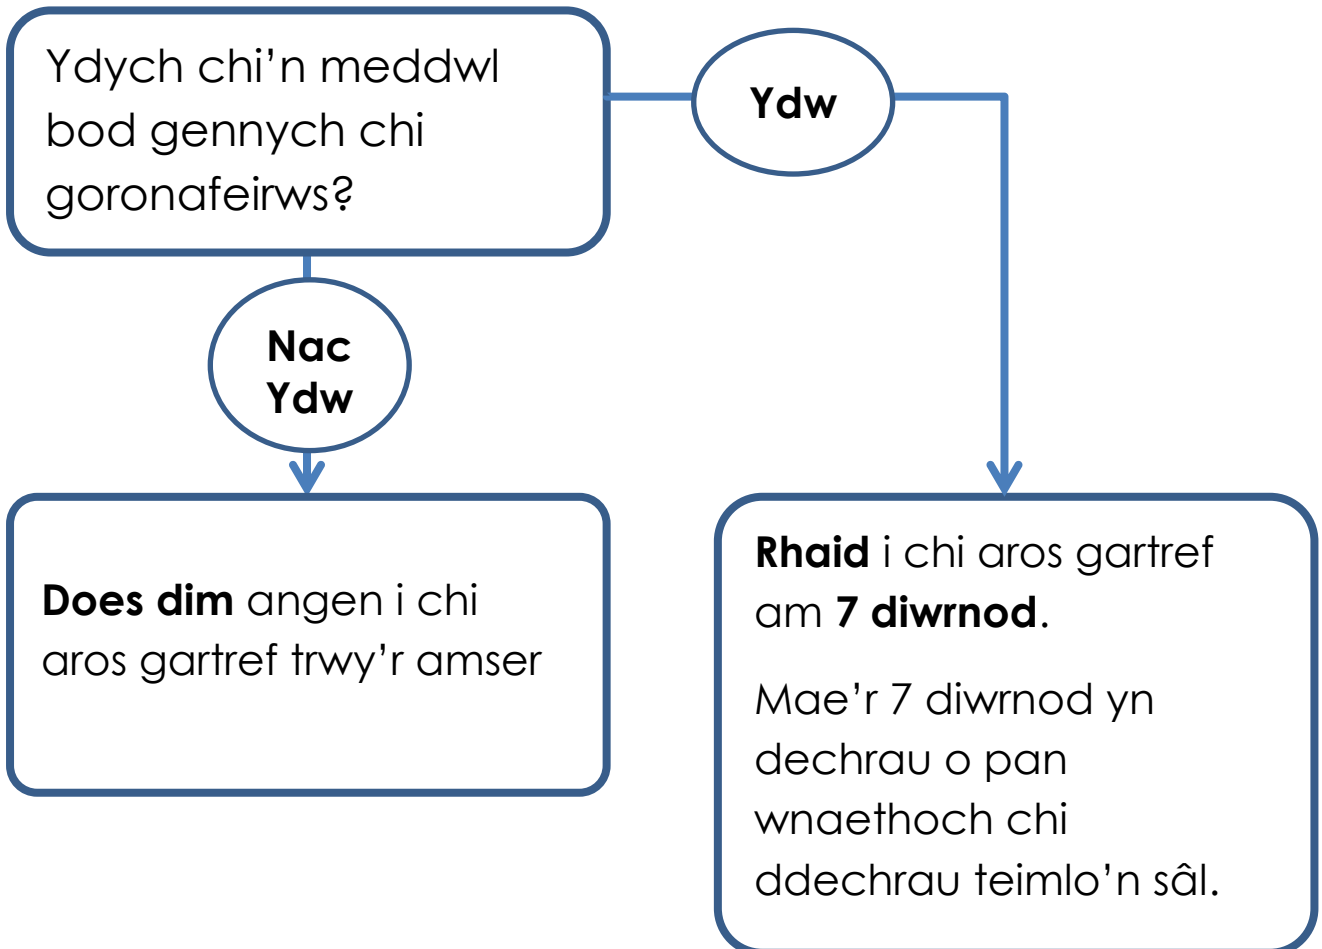 Ydych chi’n meddwl
bod gennych chi
goronafeirws?
Ydw
Nac
Ydw
Does dim angen i chi
aros gartref trwy’r amser
Rhaid i chi aros gartref
am 7 diwrnod.
Mae’r 7 diwrnod yn
dechrau o pan
wnaethoch chi
ddechrau teimlo’n sâl.